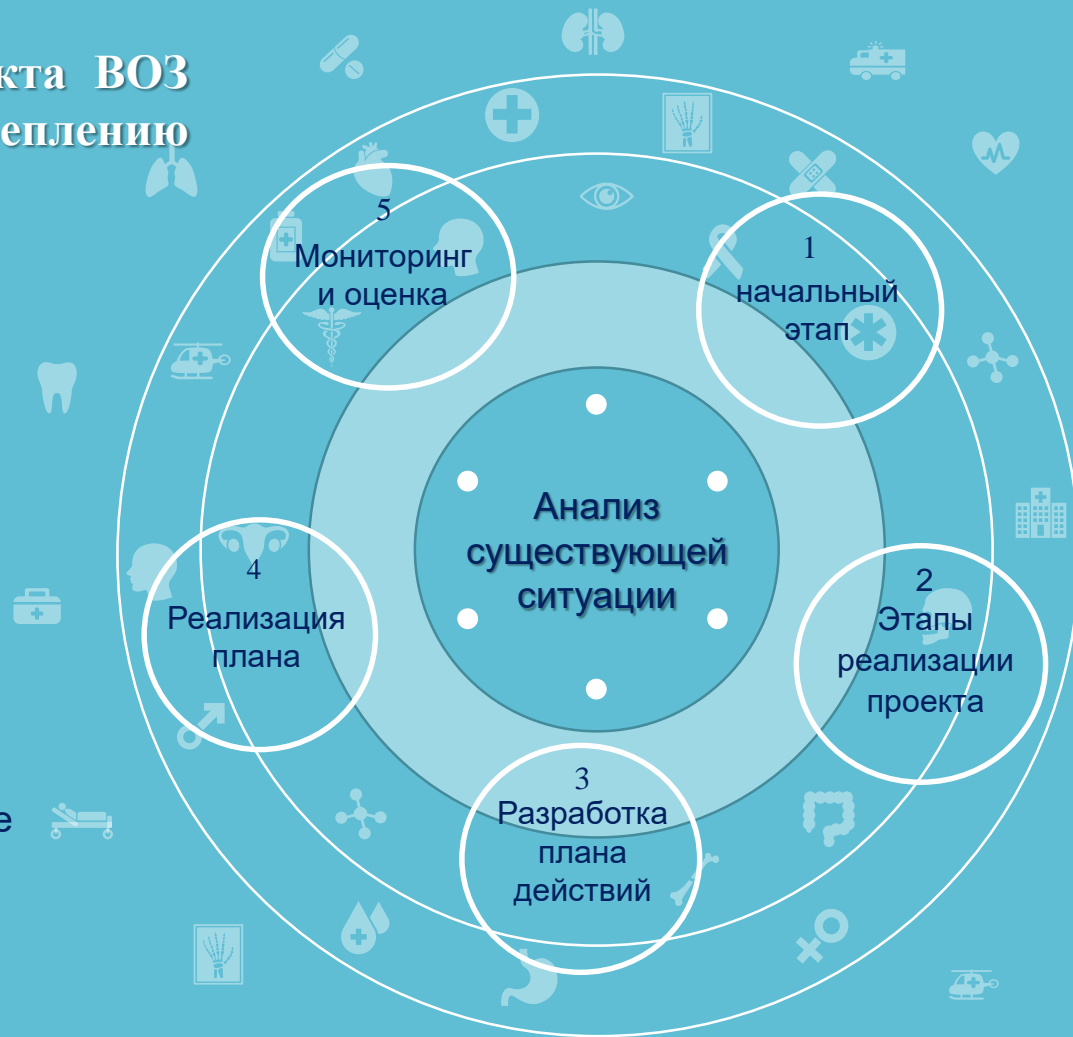 кта ВОЗ
еплению
5
Мониторинг
и оценка
1
начальный
этап
Анализ
существующей
ситуации
4
Реализация
плана
2
Этапы
реализации
проекта
3
Разработка
плана
действий
е